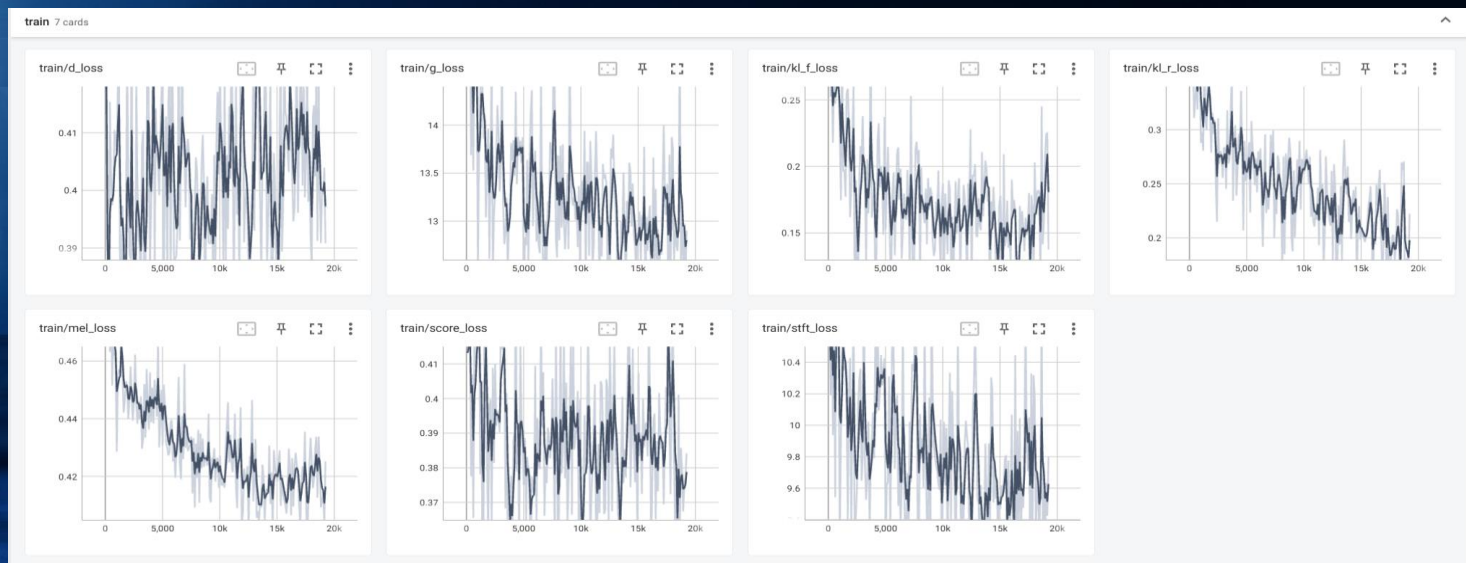 train 7 cards
train/d_loss
0.41
0.4
0.39
0 5,000 10k 15k 20k
train/g_loss
14
13.5
13
0 5,000 10k 15k 20k
train/kl_f_loss
0.25
0.2
0.15
0 5,000 10k 15k 20k
train/kl_r_loss
0.3
0.25
0.2
0 5,000 10k 15k 20k
train/mel_loss
0.46
0.44
0.42
0 5,000 10k 15k 20k
train/score_loss
0.41
0.4
0.39
0.38
0.37
0 5,000 10k 15k 20k
train/stft_loss
10.4
10.2
10
9.8
9.6
0 5,000 10k 15k 20k